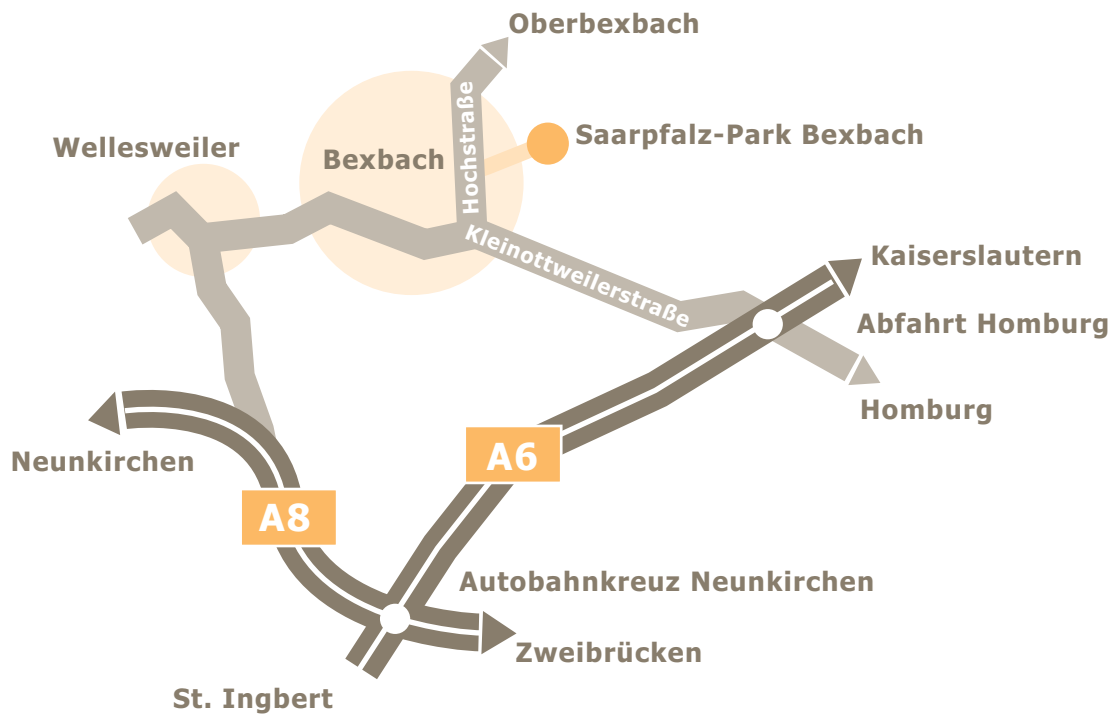 Oberbexbach
Hochstraße
Saarpfalz-Park Bexbach
Wellesweiler
Bexbach
Kleinottweilerstraße
Kaiserslautern
Abfahrt Homburg
Homburg
A6
Neunkirchen
A8
Autobahnkreuz Neunkirchen
Zweibrücken
St. Ingbert